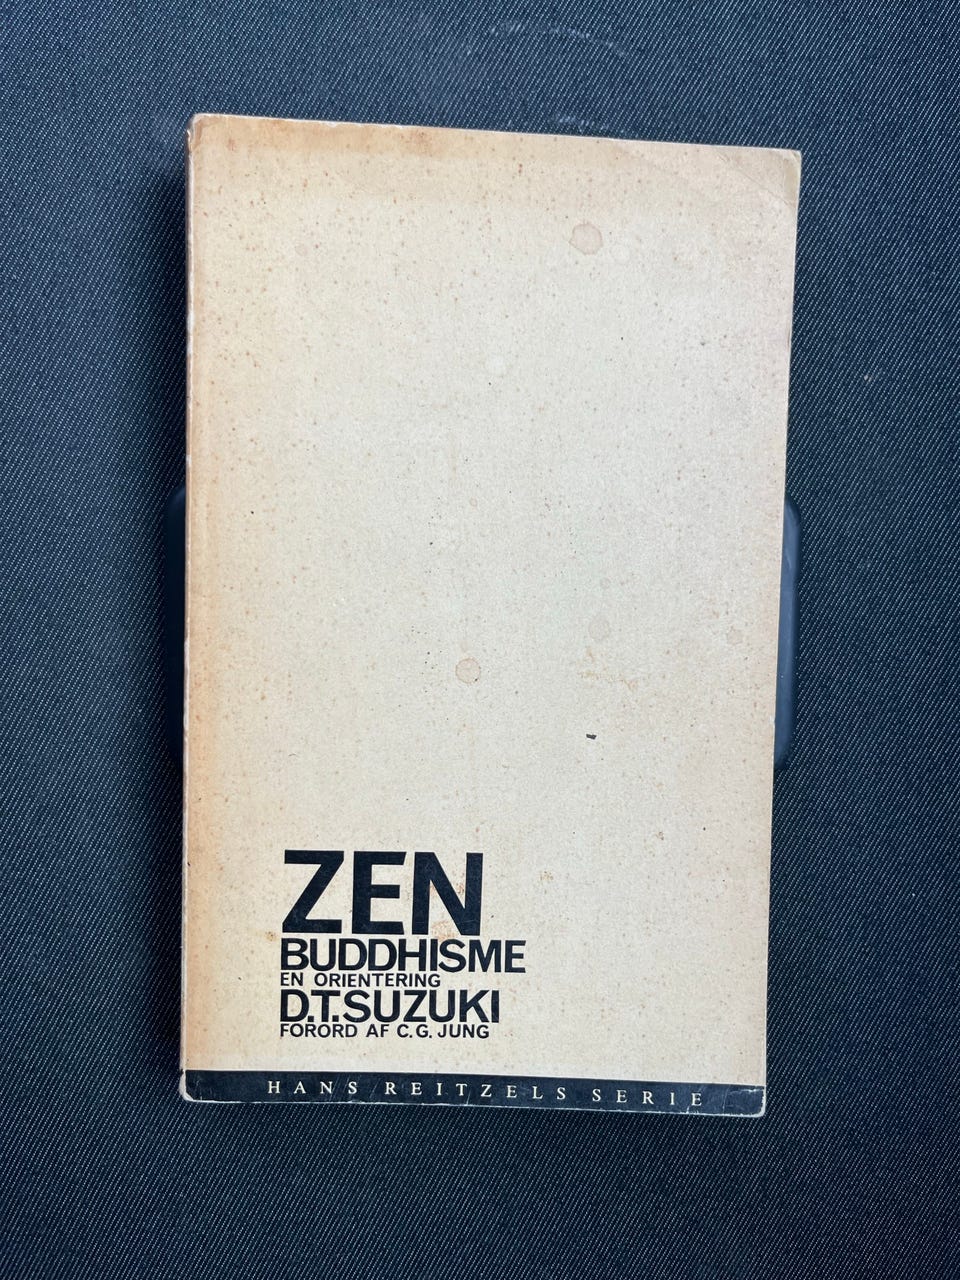 ZEN
BUDDHISME
EN ORIENTERING
D.T.SUZUKI
FORORD AF C.G. JUNG
HANS REITZELS SERIE